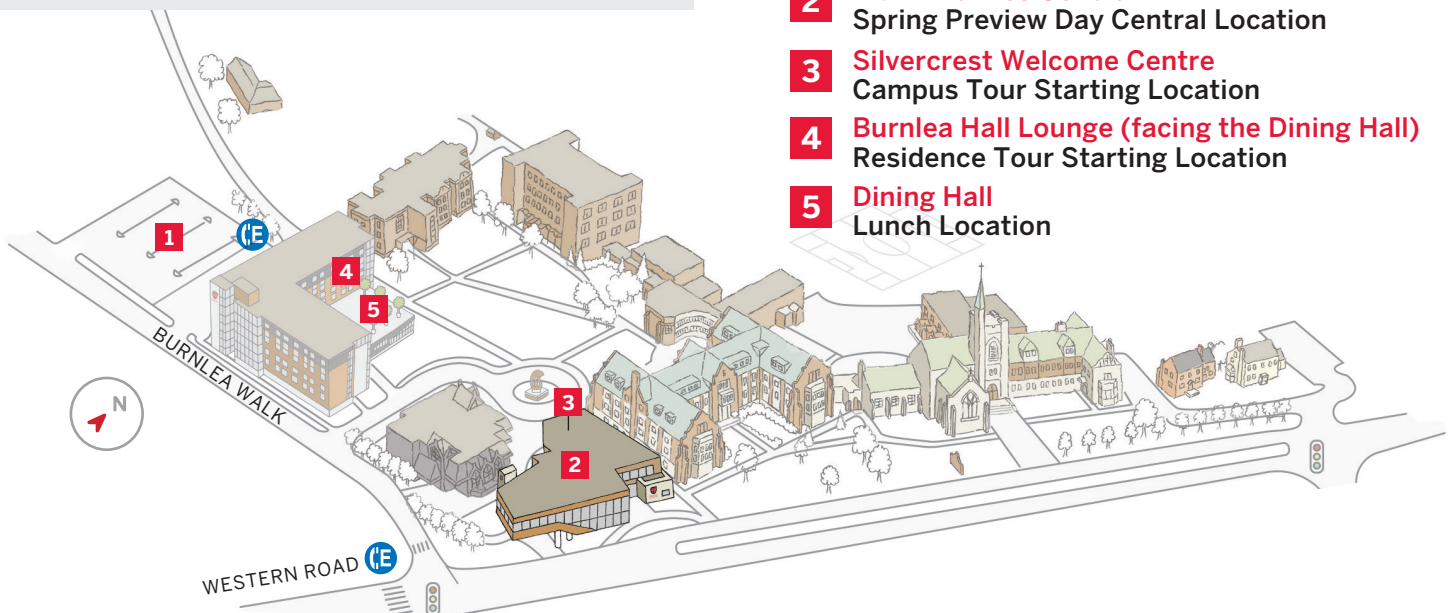 2
Spring Preview Day Central Location
3 Silvercrest Welcome Centre
Campus Tour Starting Location
4 Burnlea Hall Lounge (facing the Dining Hall)
Residence Tour Starting Location
5 Dining Hall
Lunch Location
1
E
4
5
BURNLEA WALK
N
3
2
WESTERN ROAD E